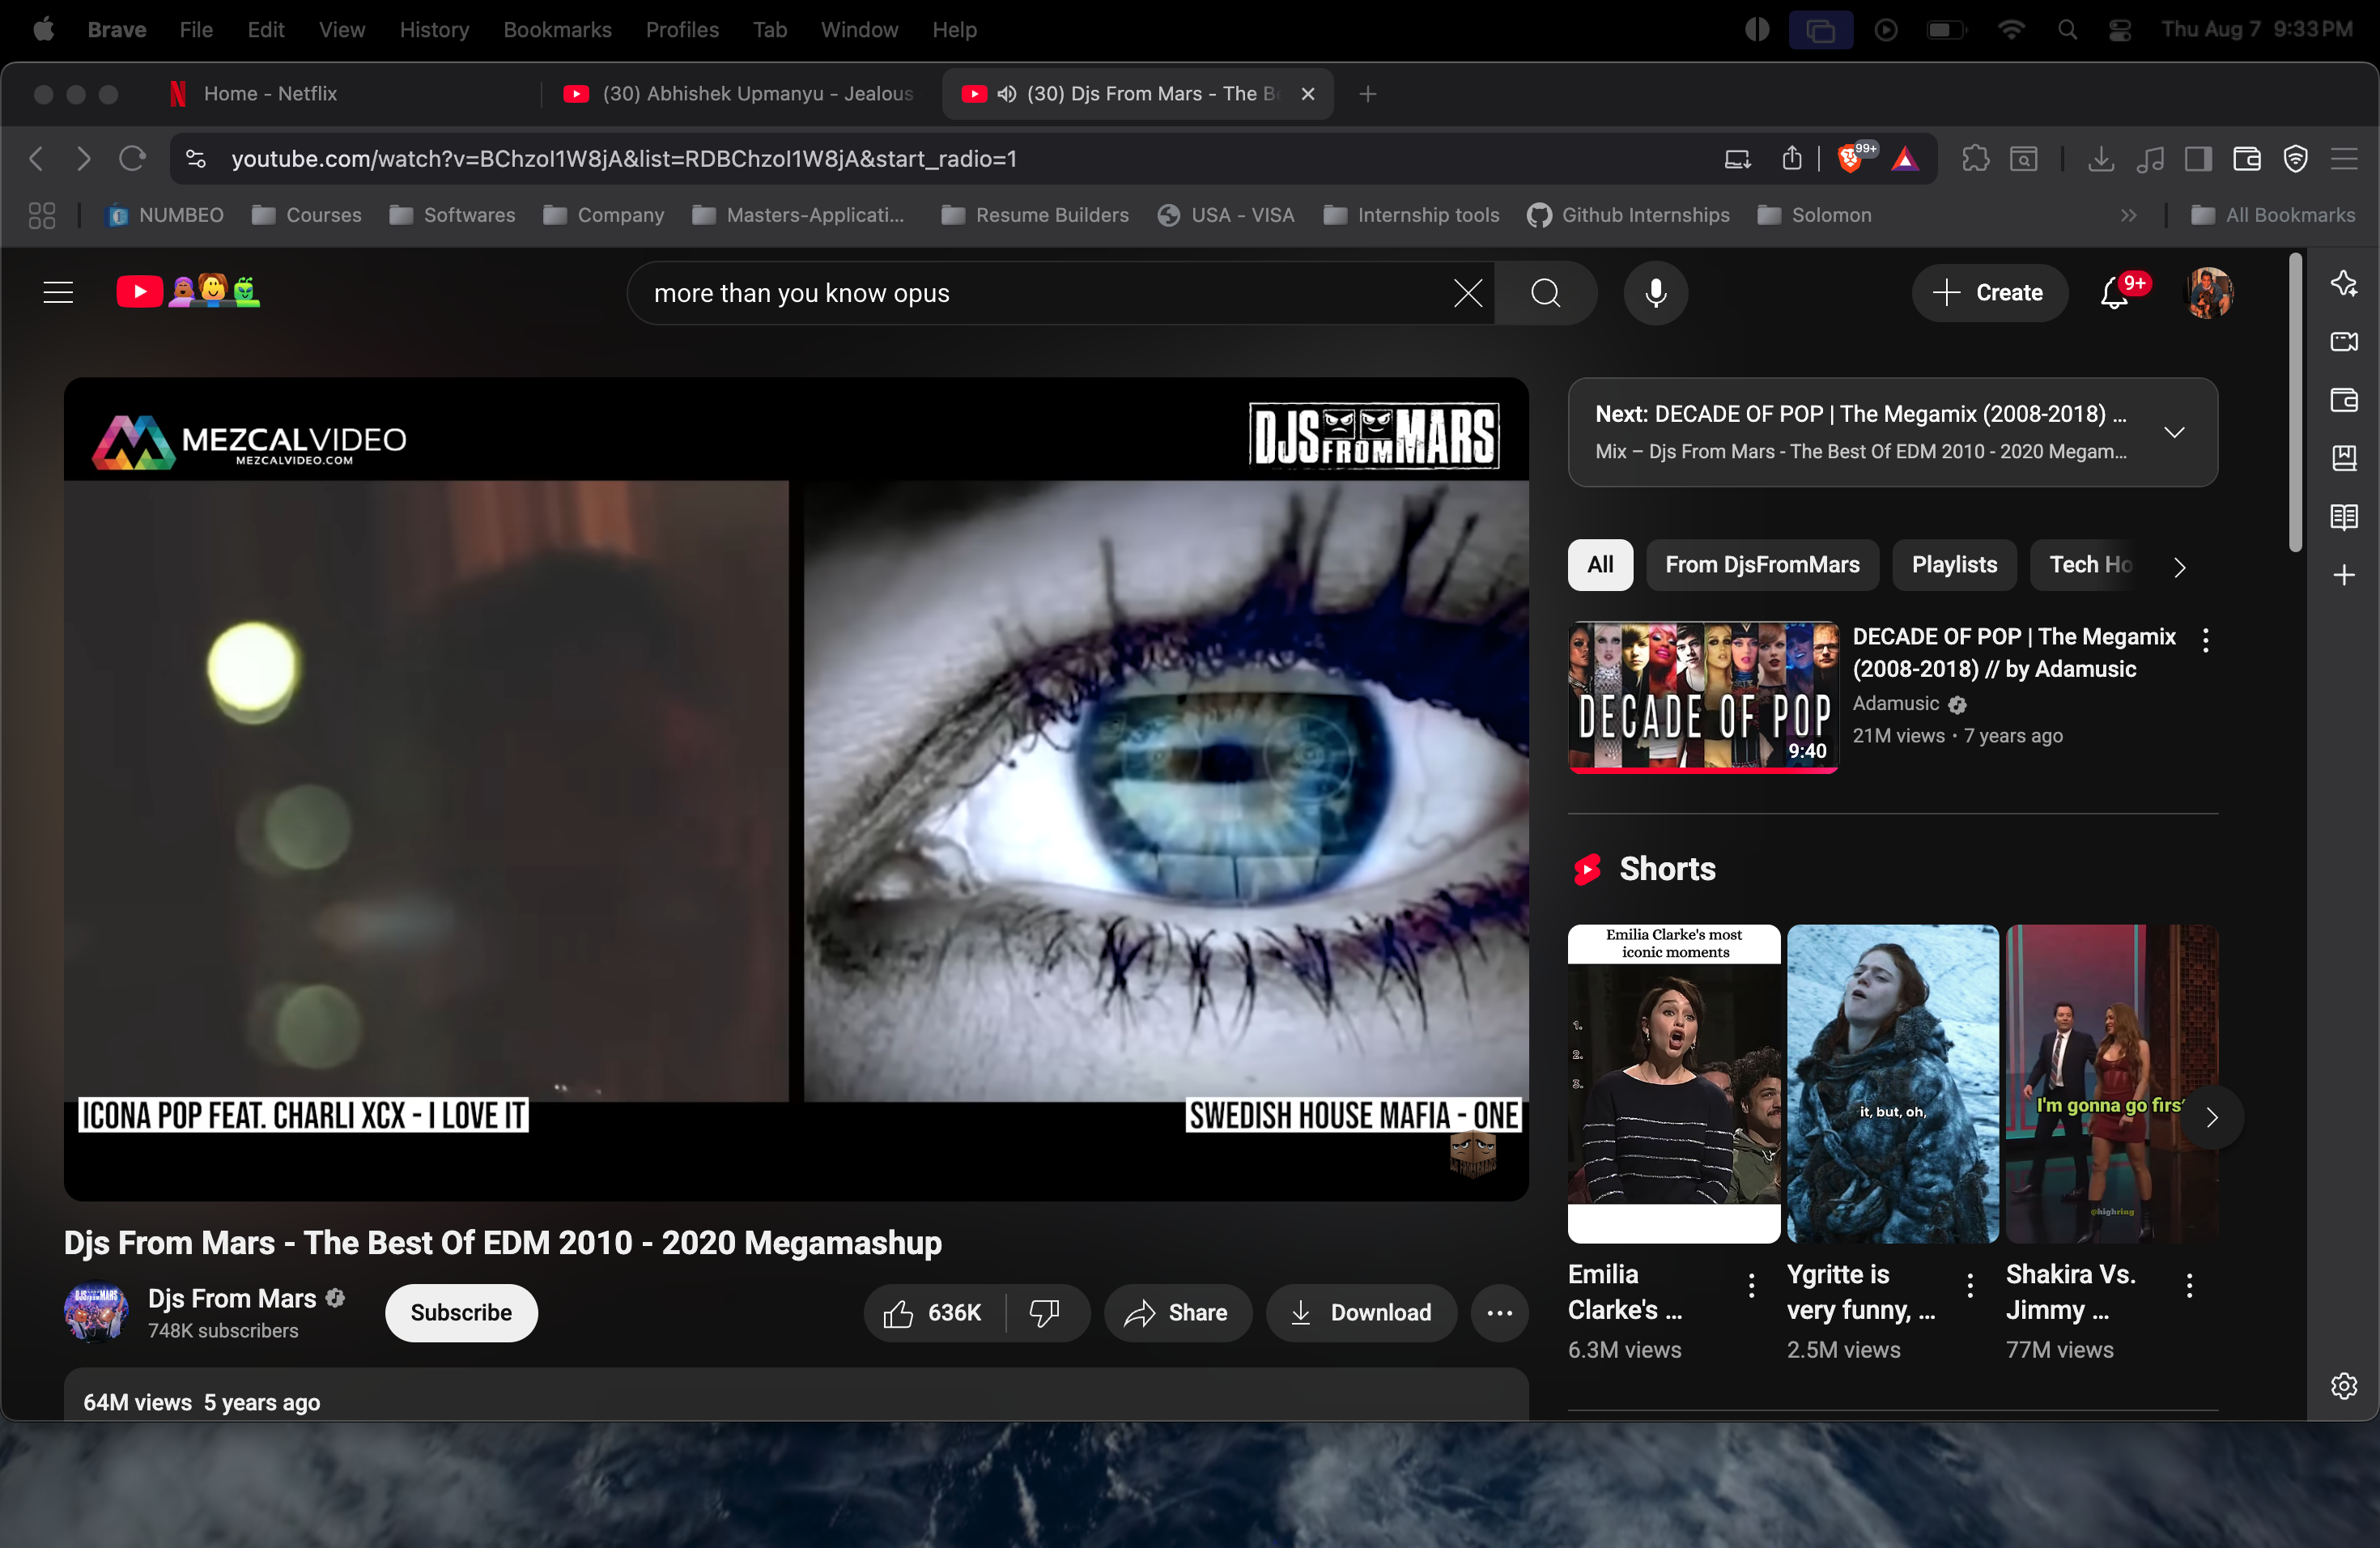 Brave File Edit View History Bookmarks Profiles Tab Window Help Thu Aug 7 9:33 PM
Home - Netflix
(30) Abhishek Upmanyu - Jealous
(30) Djs From Mars - The B
youtube.com/watch?v=BChzoI1W8jA&list=RDBChzoI1W8jA&start_radio=1
99+
NUMBEO Courses Softwares Company Masters-Applicati... Resume Builders USA - VISA Internship tools Github Internships Solomon All Bookmarks
more than you know opus
Create
9+
MEZCALVIDEO
MEZCALVIDEO.COM
DJS FROM MARS
ICONA POP FEAT. CHARLI XCX - I LOVE IT
SWEDISH HOUSE MAFIA - ONE
Djs From Mars - The Best Of EDM 2010 - 2020 Megamashup
Djs From Mars
748K subscribers
Subscribe
636K
Share
Download
64M views 5 years ago
Next: DECADE OF POP | The Megamix (2008-2018) ...
Mix – Djs From Mars - The Best Of EDM 2010 - 2020 Megam...
All From DjsFromMars Playlists Tech Ho
DECADE OF POP
9:40
DECADE OF POP | The Megamix
(2008-2018) // by Adamusic
Adamusic
21M views • 7 years ago
Shorts
Emilia Clarke's most
iconic moments
1.
2.
3.
it, but, oh,
I'm gonna go firs
@highring
Emilia
Clarke's ...
6.3M views
Ygritte is
very funny, ...
2.5M views
Shakira Vs.
Jimmy ...
77M views